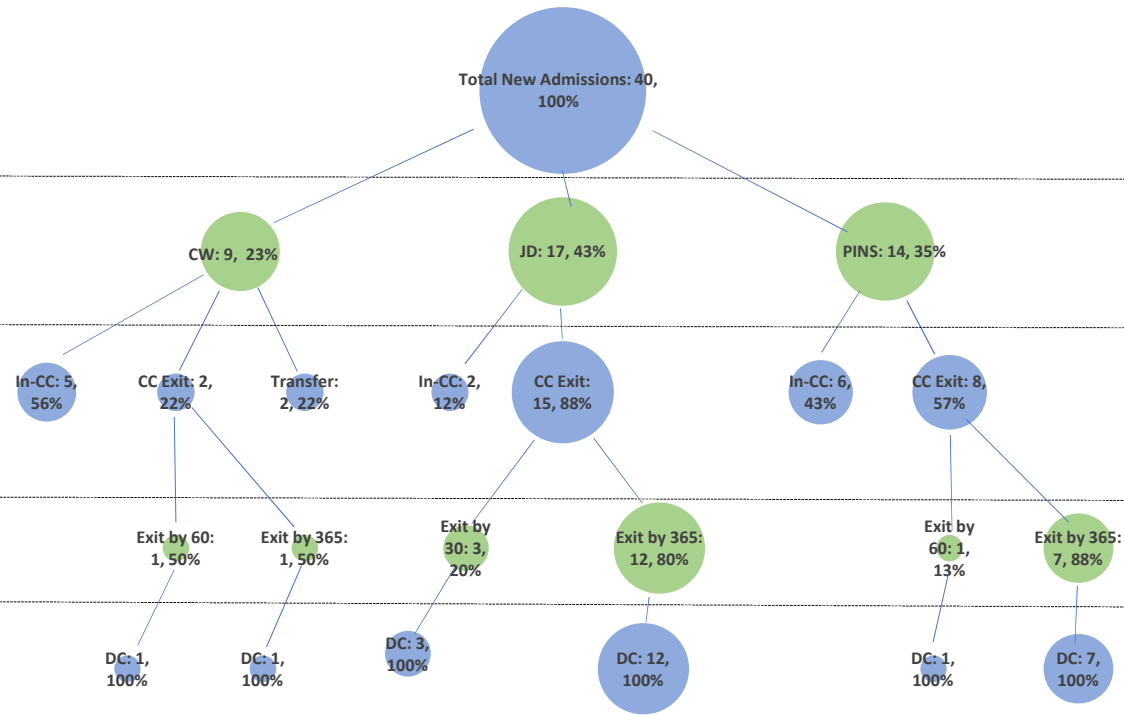 Total New Admissions: 40,
100%
CW: 9,  23%
JD: 17, 43%
PINS: 14, 35%
In-CC: 5,
56%
CC Exit: 2,
22%
Transfer:
2, 22%
In-CC: 2,
12%
CC Exit:
15, 88%
In-CC: 6,
43%
CC Exit: 8,
57%
Exit by 60:
1, 50%
Exit by 365:
1, 50%
Exit by
30: 3,
20%
Exit by 365:
12, 80%
Exit by
60: 1,
13%
Exit by 365:
7, 88%
DC: 1,
100%
DC: 1,
100%
DC: 3,
100%
DC: 12,
100%
DC: 1,
100%
DC: 7,
100%